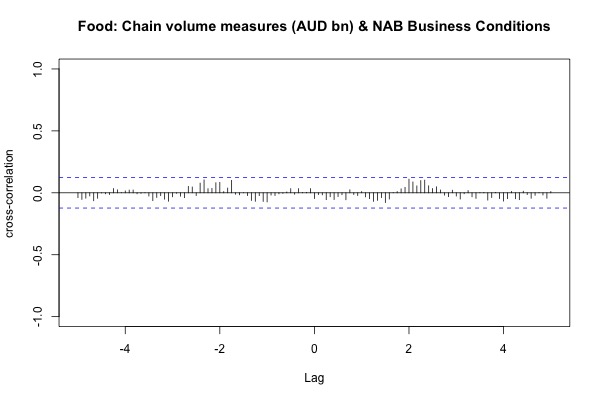 Food: Chain volume measures (AUD bn) & NAB Business Conditions
cross-correlation
1.0
0.5
0.0
-0.5
-1.0
-4 -2 0 2 4
Lag